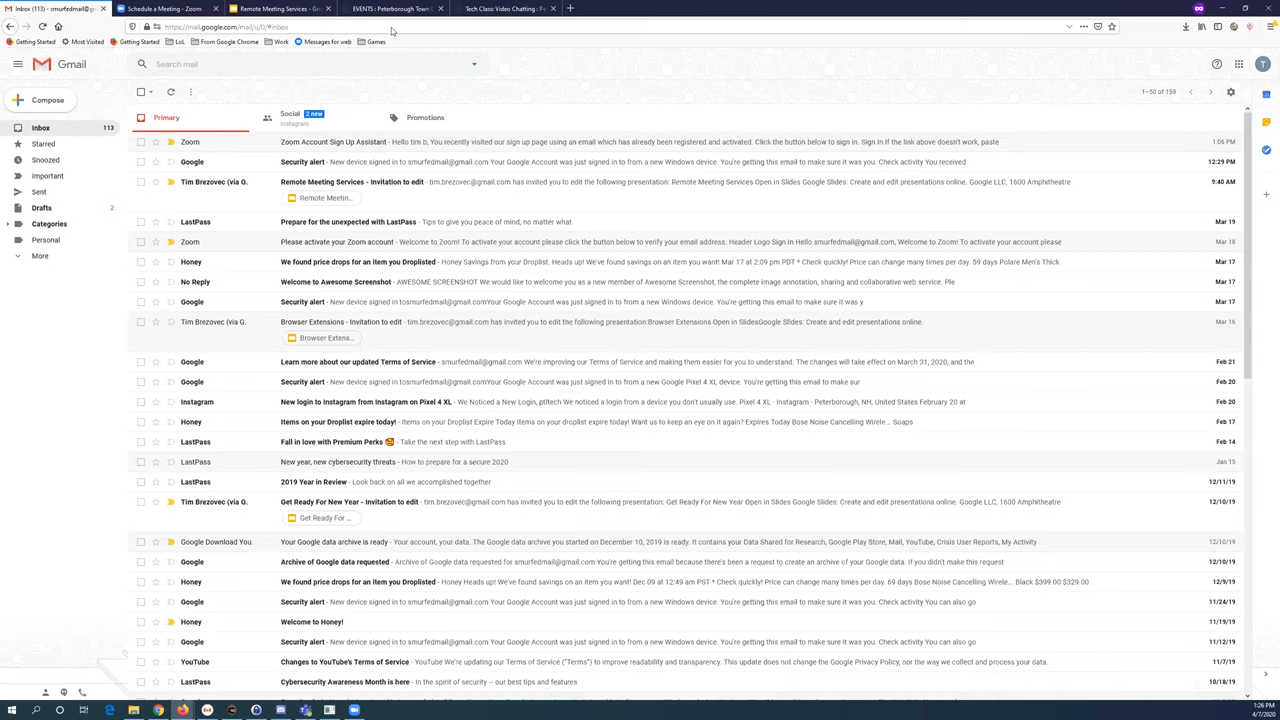 Inbox (113) - smurfedmail@gm
Schedule a Meeting - Zoom
Remote Meeting Services - Goo
EVENTS : Peterborough Town L
Tech Class: Video Chatting : Pe
https://mail.google.com/mail/u/0/#inbox
Getting Started
Most Visited
Getting Started
LoL
From Google Chrome
Work
Messages for web
Games
Gmail
Search mail
T
Compose
1–50 of 159
Primary
Social
2 new
Instagram
Promotions
Inbox 113
Starred
Snoozed
Important
Sent
Drafts 2
Categories
Personal
More
Zoom Zoom Account Sign Up Assistant - Hello tim b, You recently visited our sign up page using an email which has already been registered and activated. Click the button below to sign in. Sign In If the link above doesn't work, paste 1:06 PM
Google Security alert - New device signed in to smurfedmail@gmail.com Your Google Account was just signed in to from a new Windows device. You're getting this email to make sure it was you. Check activity You received 12:29 PM
Tim Brezovec (via G. Remote Meeting Services - Invitation to edit - tim.brezovec@gmail.com has invited you to edit the following presentation: Remote Meeting Services Open in Slides Google Slides: Create and edit presentations online. Google LLC, 1600 Amphitheatre 9:40 AM
Remote Meetin...
LastPass Prepare for the unexpected with LastPass - Tips to give you peace of mind, no matter what Mar 19
Zoom Please activate your Zoom account - Welcome to Zoom! To activate your account please click the button below to verify your email address. Header Logo Sign In Hello smurfedmail@gmail.com, Welcome to Zoom! To activate your account please Mar 18
Honey We found price drops for an item you Droplisted - Honey Savings from your Droplist. Heads up! We've found savings on an item you want! Mar 17 at 2:09 pm PDT * Check quickly! Price can change many times per day. 59 days Polare Men's Thick Mar 17
No Reply Welcome to Awesome Screenshot - AWESOME SCREENSHOT We would like to welcome you as a new member of Awesome Screenshot, the complete image annotation, sharing and collaborative web service. Ple Mar 17
Google Security alert - New device signed in tosmurfedmail@gmail.comYour Google Account was just signed in to from a new Windows device. You're getting this email to make sure it was y Mar 17
Tim Brezovec (via G. Browser Extensions - Invitation to edit - tim.brezovec@gmail.com has invited you to edit the following presentation:Browser Extensions Open in SlidesGoogle Slides: Create and edit presentations online. Mar 16
Browser Extens...
Google Learn more about our updated Terms of Service - smurfedmail@gmail.com We're improving our Terms of Service and making them easier for you to understand. The changes will take effect on March 31, 2020, and the Feb 21
Google Security alert - New device signed in tosmurfedmail@gmail.comYour Google Account was just signed in to from a new Google Pixel 4 XL device. You're getting this email to make sur Feb 20
Instagram New login to Instagram from Instagram on Pixel 4 XL - We Noticed a New Login, ptltech We noticed a login from a device you don't usually use. Pixel 4 XL · Instagram · Peterborough, NH, United States February 20 at Feb 20
Honey Items on your Droplist expire today! - Items on your Droplist Expire Today Items on your droplist expire today! Want us to keep an eye on it again? Expires Today Bose Noise Cancelling Wirele... Soaps Feb 17
LastPass Fall in love with Premium Perks 🥰 - Take the next step with LastPass Feb 14
LastPass New year, new cybersecurity threats - How to prepare for a secure 2020 Jan 15
LastPass 2019 Year in Review - Look back on all we accomplished together 12/11/19
Tim Brezovec (via G. Get Ready For New Year - Invitation to edit - tim.brezovec@gmail.com has invited you to edit the following presentation: Get Ready For New Year Open in Slides Google Slides: Create and edit presentations online. Google LLC, 1600 Amphitheatre 12/10/19
Get Ready For ...
Google Download You. Your Google data archive is ready - Your account, your data. The Google data archive you started on December 10, 2019 is ready. It contains your Data Shared for Research, Google Play Store, Mail, YouTube, Crisis User Reports, My Activity 12/10/19
Google Archive of Google data requested - Archive of Google data requested for smurfedmail@gmail.com You're getting this email because there's been a request to create an archive of your Google data. If you didn't make this request 12/10/19
Honey We found price drops for an item you Droplisted - Honey Heads up! We've found savings on an item you want! Dec 09 at 12:49 am PST * Check quickly! Price can change many times per day. 69 days Bose Noise Cancelling Wirele... Black $399.00 $329.00 12/9/19
Google Security alert - New device signed in to smurfedmail@gmail.com Your Google Account was just signed in to from a new Windows device. You're getting this email to make sure it was you. Check activity You can also go 11/24/19
Honey Welcome to Honey! 11/19/19
Google Security alert - New device signed in to smurfedmail@gmail.com Your Google Account was just signed in to from a new Windows device. You're getting this email to make sure it was you. Check activity You can also go 11/12/19
YouTube Changes to YouTube's Terms of Service - YouTube We're updating our Terms of Service ("Terms") to improve readability and transparency. This update does not change the Google Privacy Policy, nor the way we collect and process your data. 11/7/19
LastPass Cybersecurity Awareness Month is here - In the spirit of security – our best tips and features 10/18/19
1:26 PM
4/7/2020